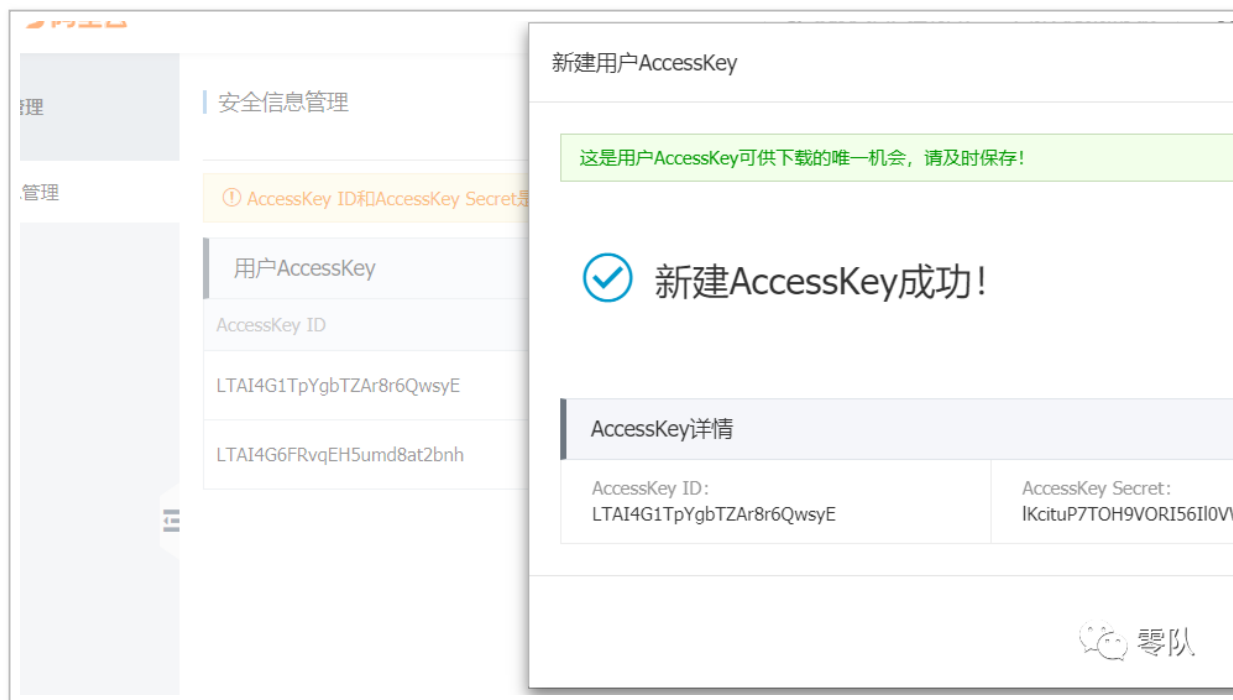 新建用户AccessKey
安全信息管理
管理
这是用户AccessKey可供下载的唯一机会，请及时保存！
管理
AccessKey ID和AccessKey Secret是
用户AccessKey
新建AccessKey成功！
AccessKey ID
LTAI4G1TpYgbTZAr8r6QwsyE
LTAI4G6FRvqEH5umd8at2bnh
AccessKey详情
AccessKey ID：
LTAI4G1TpYgbTZAr8r6QwsyE
AccessKey Secret：
零队